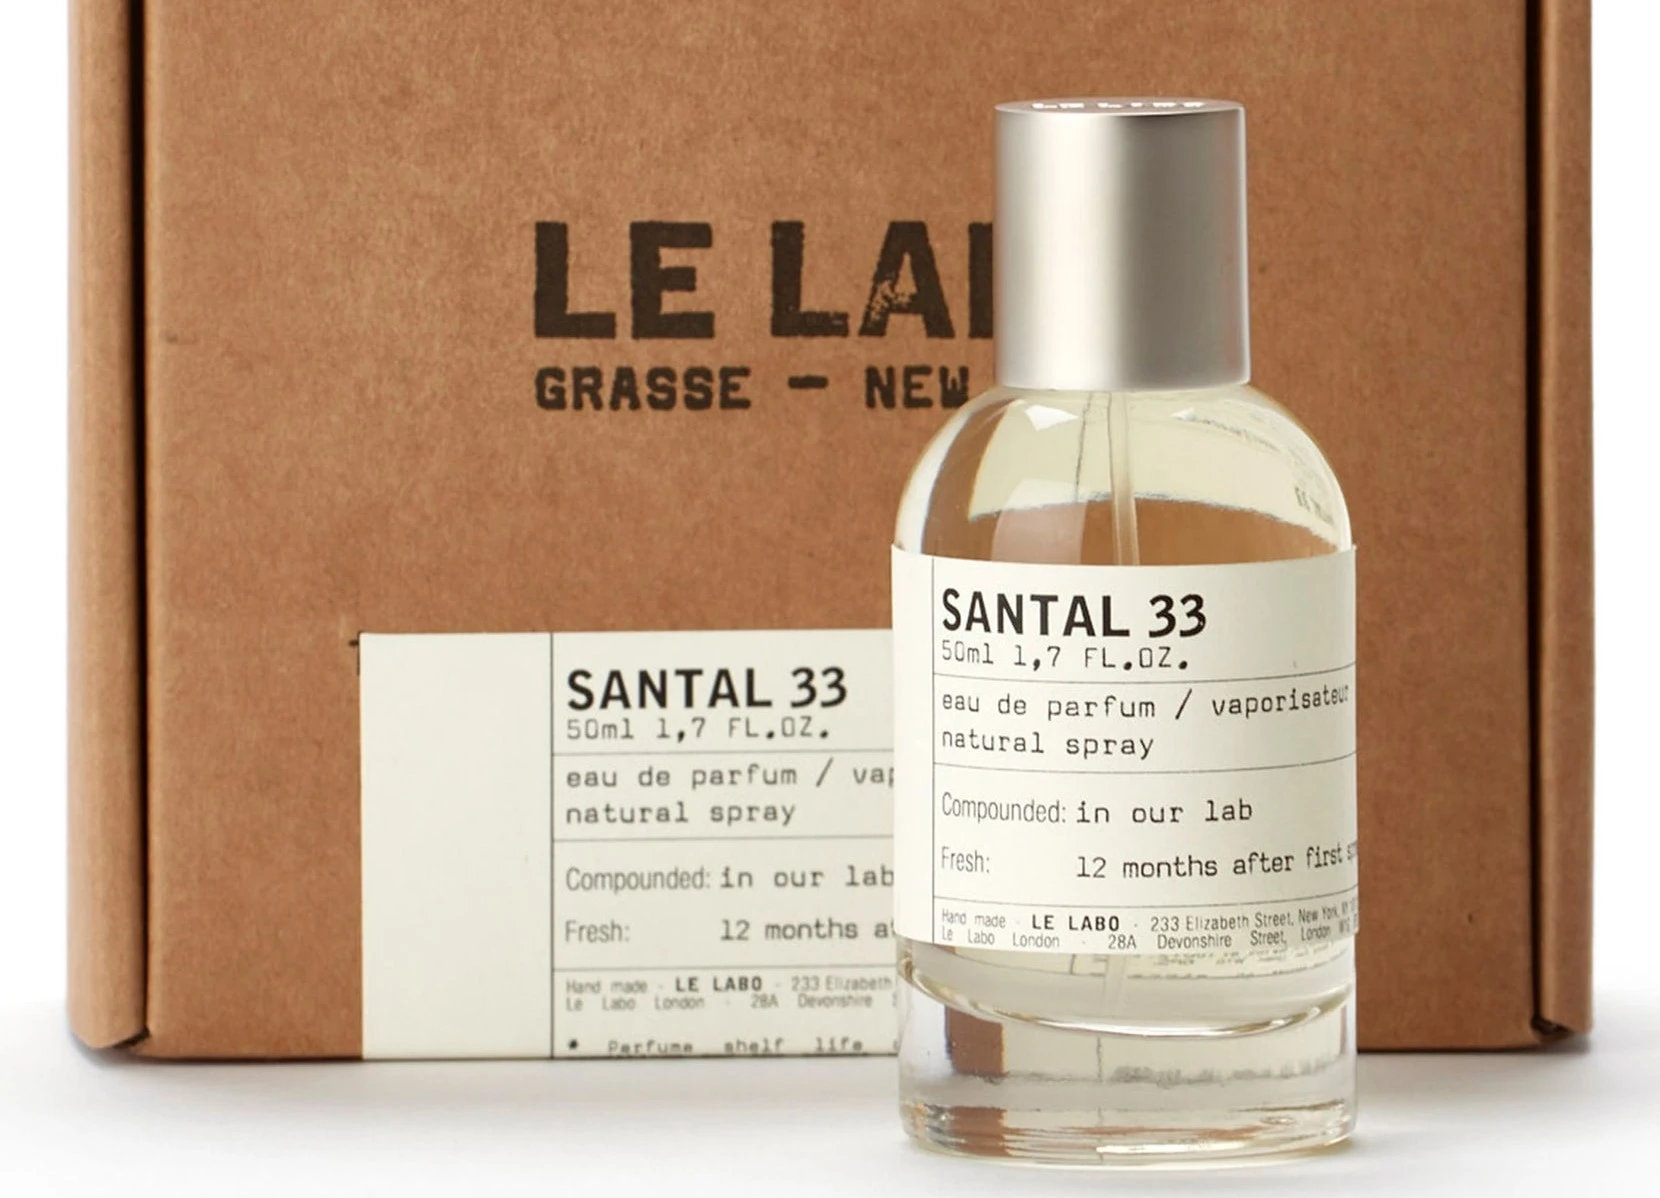 LE LA
GRASSE — NEW
SANTAL 33
50ml 1,7 FL.OZ.
eau de parfum / vap
natural spray
Compounded: in our lab
Fresh: 12 months a
Hand made - LE LABO - 233 Elizabeth
Le Labo London - 28A Devonshire
* Perfume shelf life
SANTAL 33
50ml 1,7 FL.OZ.
eau de parfum / vaporisateur
natural spray
Compounded: in our lab
Fresh: 12 months after first
Hand made - LE LABO - 233 Elizabeth Street, New York, NY
Le Labo London - 28A Devonshire Street, London